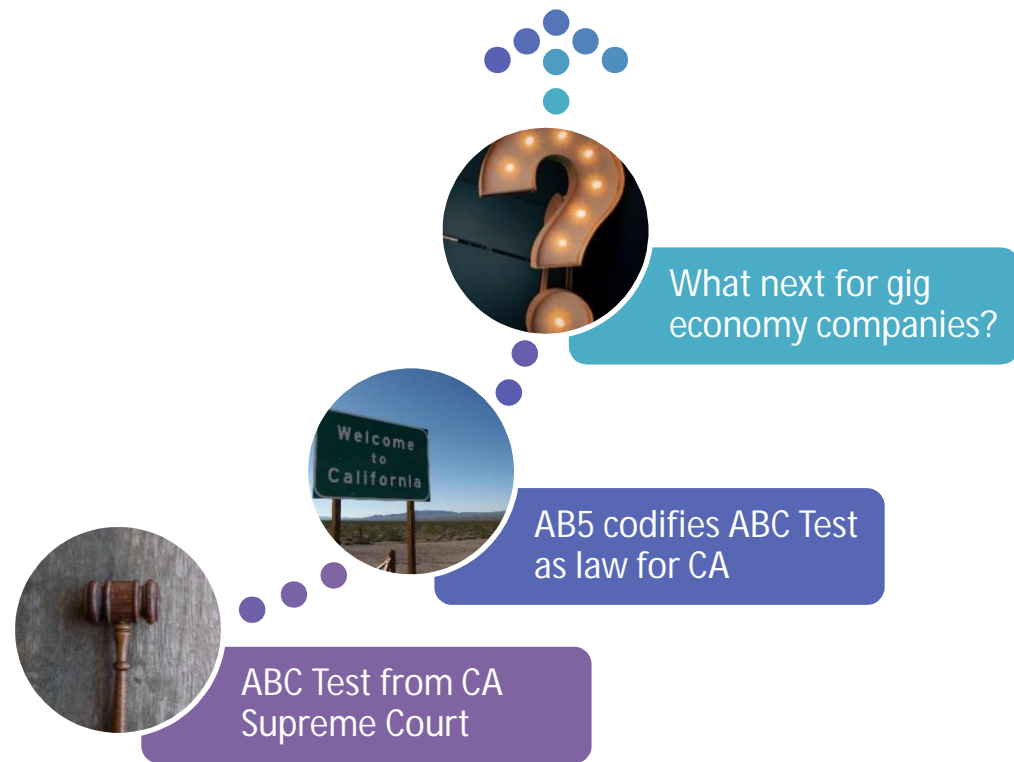 What next for gig
economy companies?
Welcome
to
California
AB5 codifies ABC Test
as law for CA
ABC Test from CA
Supreme Court